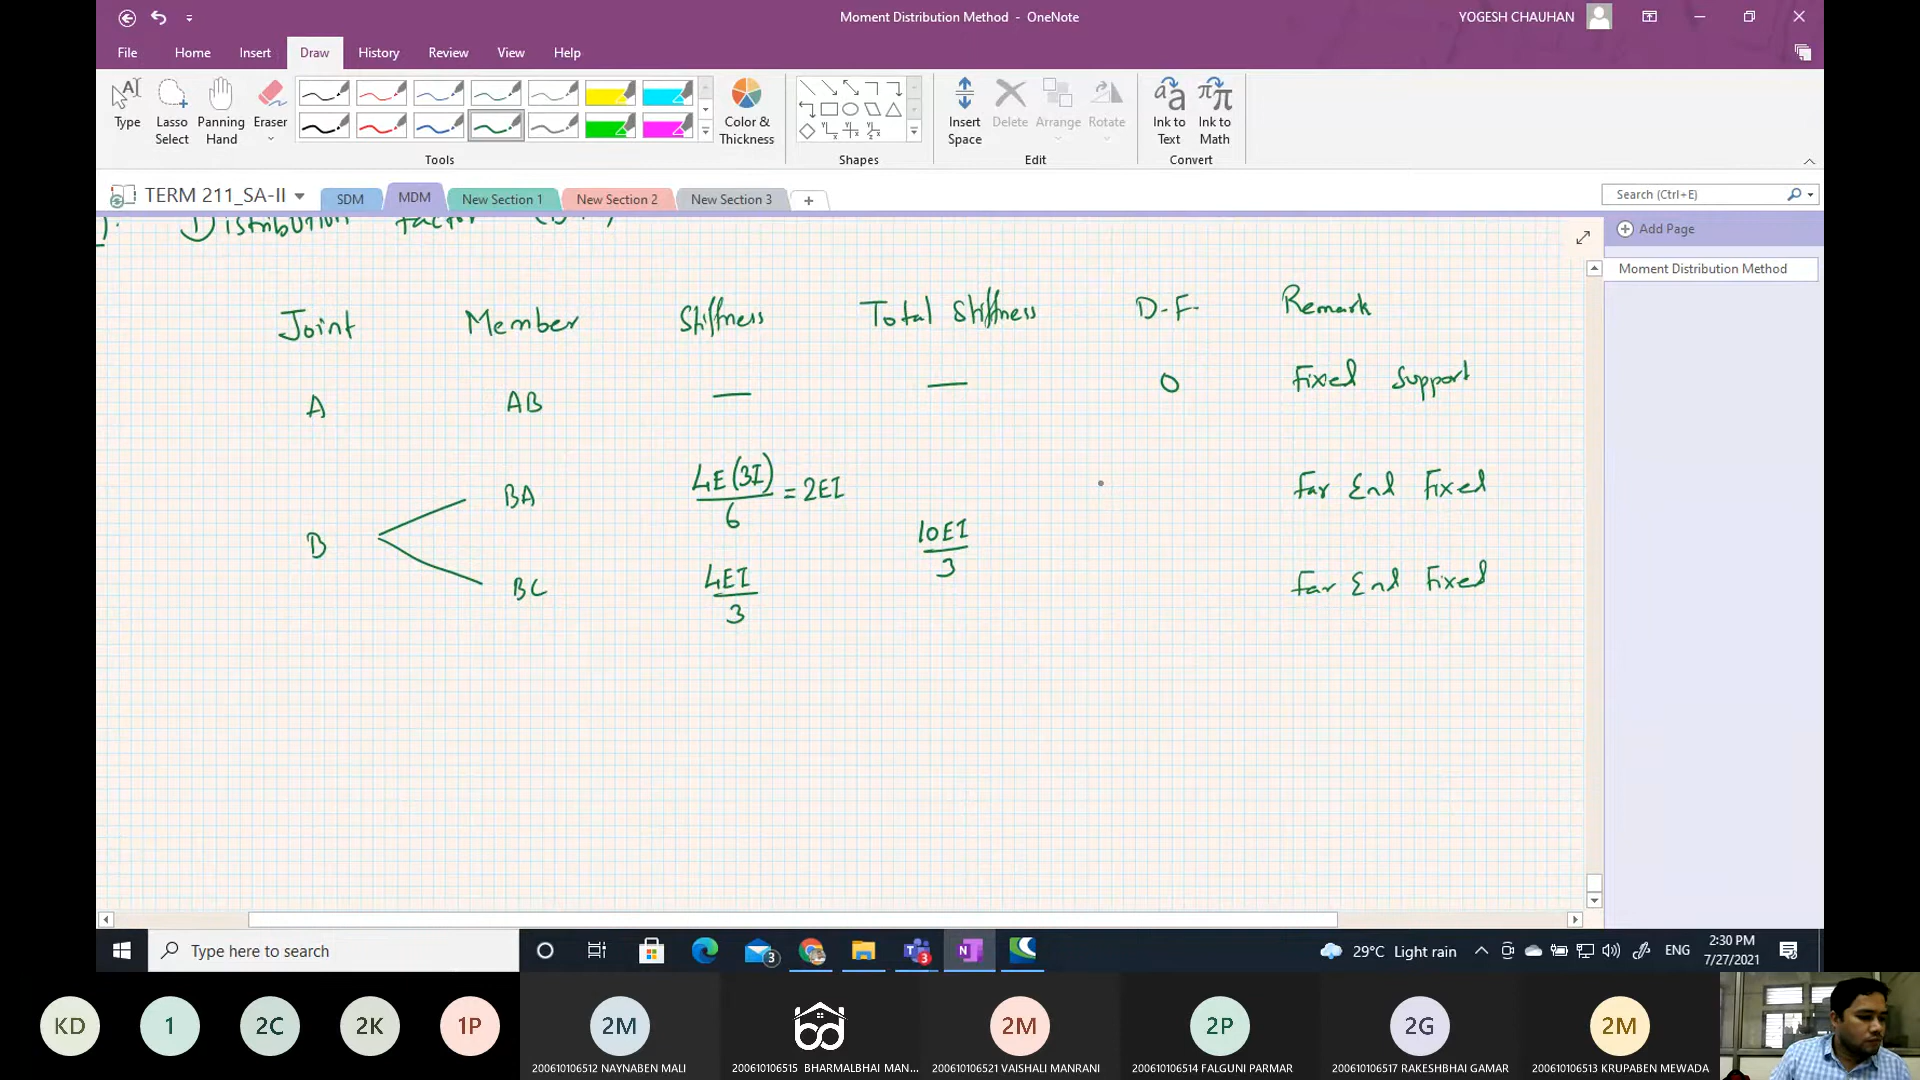 Moment Distribution Method - OneNote
YOGESH CHAUHAN
File Home Insert Draw History Review View Help
Type
Lasso Select
Panning Hand
Eraser
Color & Thickness
Insert Space
Delete
Arrange
Rotate
Ink to Text
Ink to Math
Tools Shapes Edit Convert
TERM 211_SA-II SDM MDM New Section 1 New Section 2 New Section 3 +
Search (Ctrl+E)
Add Page
Moment Distribution Method
Distribution factor
Joint Member Stiffness Total Stiffness D.F. Remark
A AB — — 0 Fixed Support
BA 4E(3I)/6 = 2EI Far End Fixed
B 10EI/3
BC 4EI/3 Far End Fixed
Type here to search
3
3
29°C Light rain
ENG
2:30 PM
7/27/2021
KD 1 2C 2K 1P 2M bd 2M 2P 2G 2M
200610106512 NAYNABEN MALI
200610106515 BHARMALBHAI MAN...
200610106521 VAISHALI MANRANI
200610106514 FALGUNI PARMAR
200610106517 RAKESHBHAI GAMAR
200610106513 KRUPABEN MEWADA